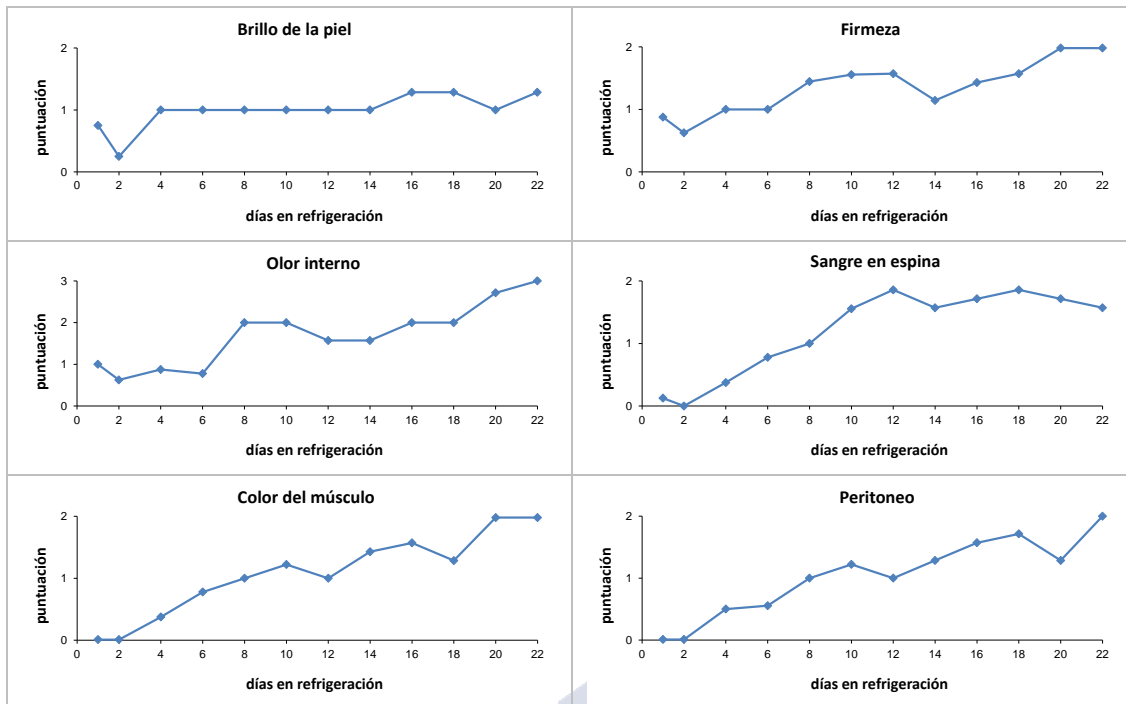 Brillo de la piel
2
1
0
0 2 4 6 8 10 12 14 16 18 20 22
puntuación
días en refrigeración
Firmeza
2
1
0
0 2 4 6 8 10 12 14 16 18 20 22
puntuación
días en refrigeración
Olor interno
3
2
1
0
0 2 4 6 8 10 12 14 16 18 20 22
puntuación
días en refrigeración
Sangre en espina
2
1
0
0 2 4 6 8 10 12 14 16 18 20 22
puntuación
días en refrigeración
Color del músculo
2
1
0
0 2 4 6 8 10 12 14 16 18 20 22
puntuación
días en refrigeración
Peritoneo
2
1
0
0 2 4 6 8 10 12 14 16 18 20 22
puntuación
días en refrigeración